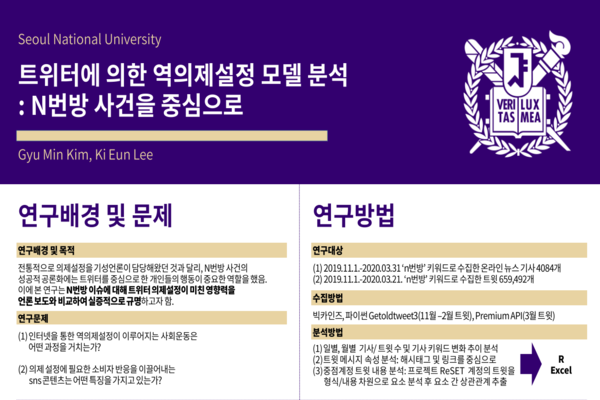 Seoul National University
트위터에 의한 역의제설정 모델 분석
: N번방 사건을 중심으로
Gyu Min Kim, Ki Eun Lee
VERI LUX
TAS MEA
연구배경 및 문제
연구배경 및 목적
전통적으로 의제설정을 기성언론이 담당해왔던 것과 달리, N번방 사건의
성공적 공론화에는 트위터를 중심으로 한 개인들의 행동이 중요한 역할을 했음.
이에 본 연구는 N번방 이슈에 대해 트위터 의제설정이 미친 영향력을
언론 보도와 비교하여 실증적으로 규명하고자 함.
연구문제
(1) 인터넷을 통한 역의제설정이 이루어지는 사회운동은
어떤 과정을 거치는가?
(2) 의제 설정에 필요한 소비자 반응을 이끌어내는
sns 콘텐츠는 어떤 특징을 가지고 있는가?
연구방법
연구대상
(1) 2019.11.1.-2020.03.31 ‘n번방’ 키워드로 수집한 온라인 뉴스 기사 4084개
(2) 2019.11.1.-2020.03.21. ‘n번방’ 키워드로 수집한 트윗 659,492개
수집방법
빅카인즈, 파이썬 Getoldtweet3(11월 ~2월 트윗), Premium API(3월 트윗)
분석방법
(1) 일별, 월별 기사/ 트윗 수 및 기사 키워드 변화 추이 분석
(2)트윗 메시지 속성 분석: 해시태그 및 링크를 중심으로
(3)중점계정 트윗 내용 분석: 프로젝트 ReSET 계정의 트윗을
형식/내용 차원으로 요소 분석 후 요소 간 상관관계 추출
R
Excel